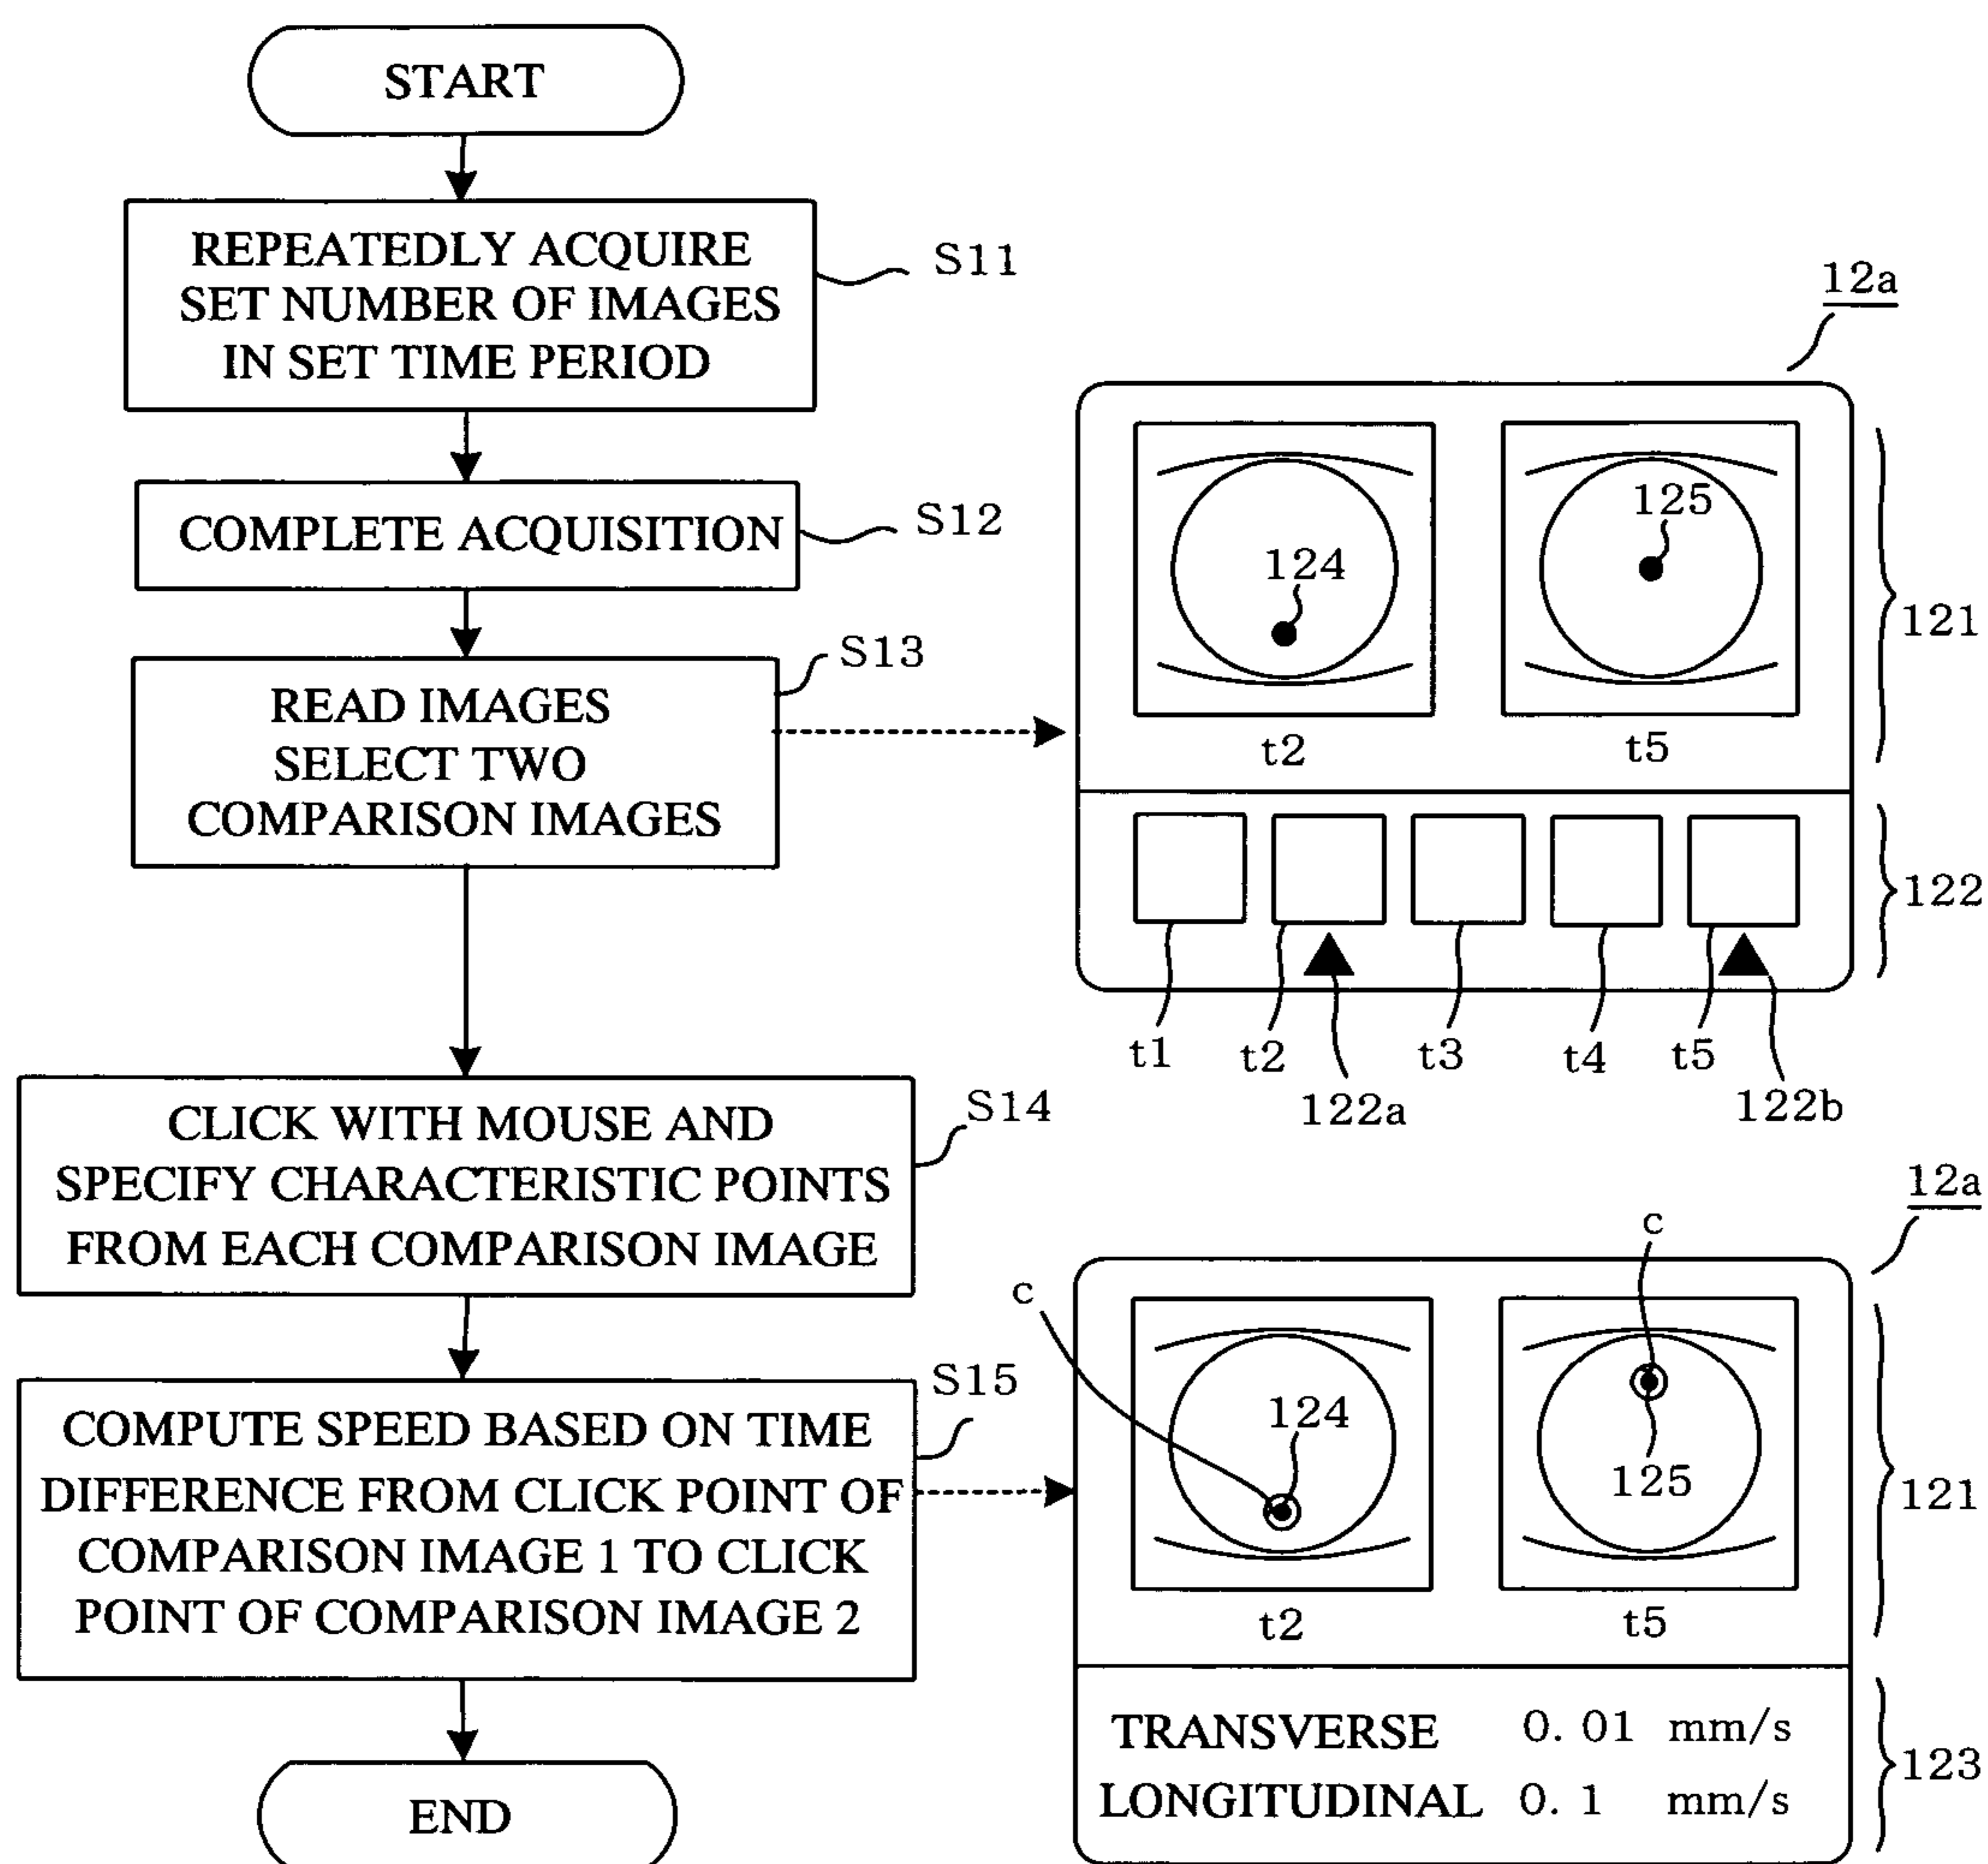 START
REPEATEDLY ACQUIRE
SET NUMBER OF IMAGES
IN SET TIME PERIOD
S11
COMPLETE ACQUISITION
S12
READ IMAGES
SELECT TWO
COMPARISON IMAGES
S13
12a
124
125
t2
t5
121
122
t1
t2
t3
t4
t5
122a
122b
CLICK WITH MOUSE AND
SPECIFY CHARACTERISTIC POINTS
FROM EACH COMPARISON IMAGE
S14
COMPUTE SPEED BASED ON TIME
DIFFERENCE FROM CLICK POINT OF
COMPARISON IMAGE 1 TO CLICK
POINT OF COMPARISON IMAGE 2
S15
12a
c
c
124
125
t2
t5
121
TRANSVERSE 0. 01 mm/s
LONGITUDINAL 0. 1 mm/s
123
END